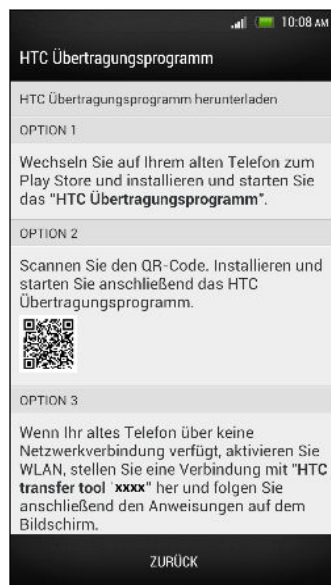 10:08 AM
HTC Übertragungsprogramm
HTC Übertragungsprogramm herunterladen
OPTION 1
Wechseln Sie auf Ihrem alten Telefon zum
Play Store und installieren und starten Sie
das "HTC Übertragungsprogramm".
OPTION 2
Scannen Sie den QR-Code. Installieren und
starten Sie anschließend das HTC
Übertragungsprogramm.
OPTION 3
Wenn Ihr altes Telefon über keine
Netzwerkverbindung verfügt, aktivieren Sie
WLAN, stellen Sie eine Verbindung mit "HTC
transfer tool xxxx" her und folgen Sie
anschließend den Anweisungen auf dem
Bildschirm.
ZURÜCK